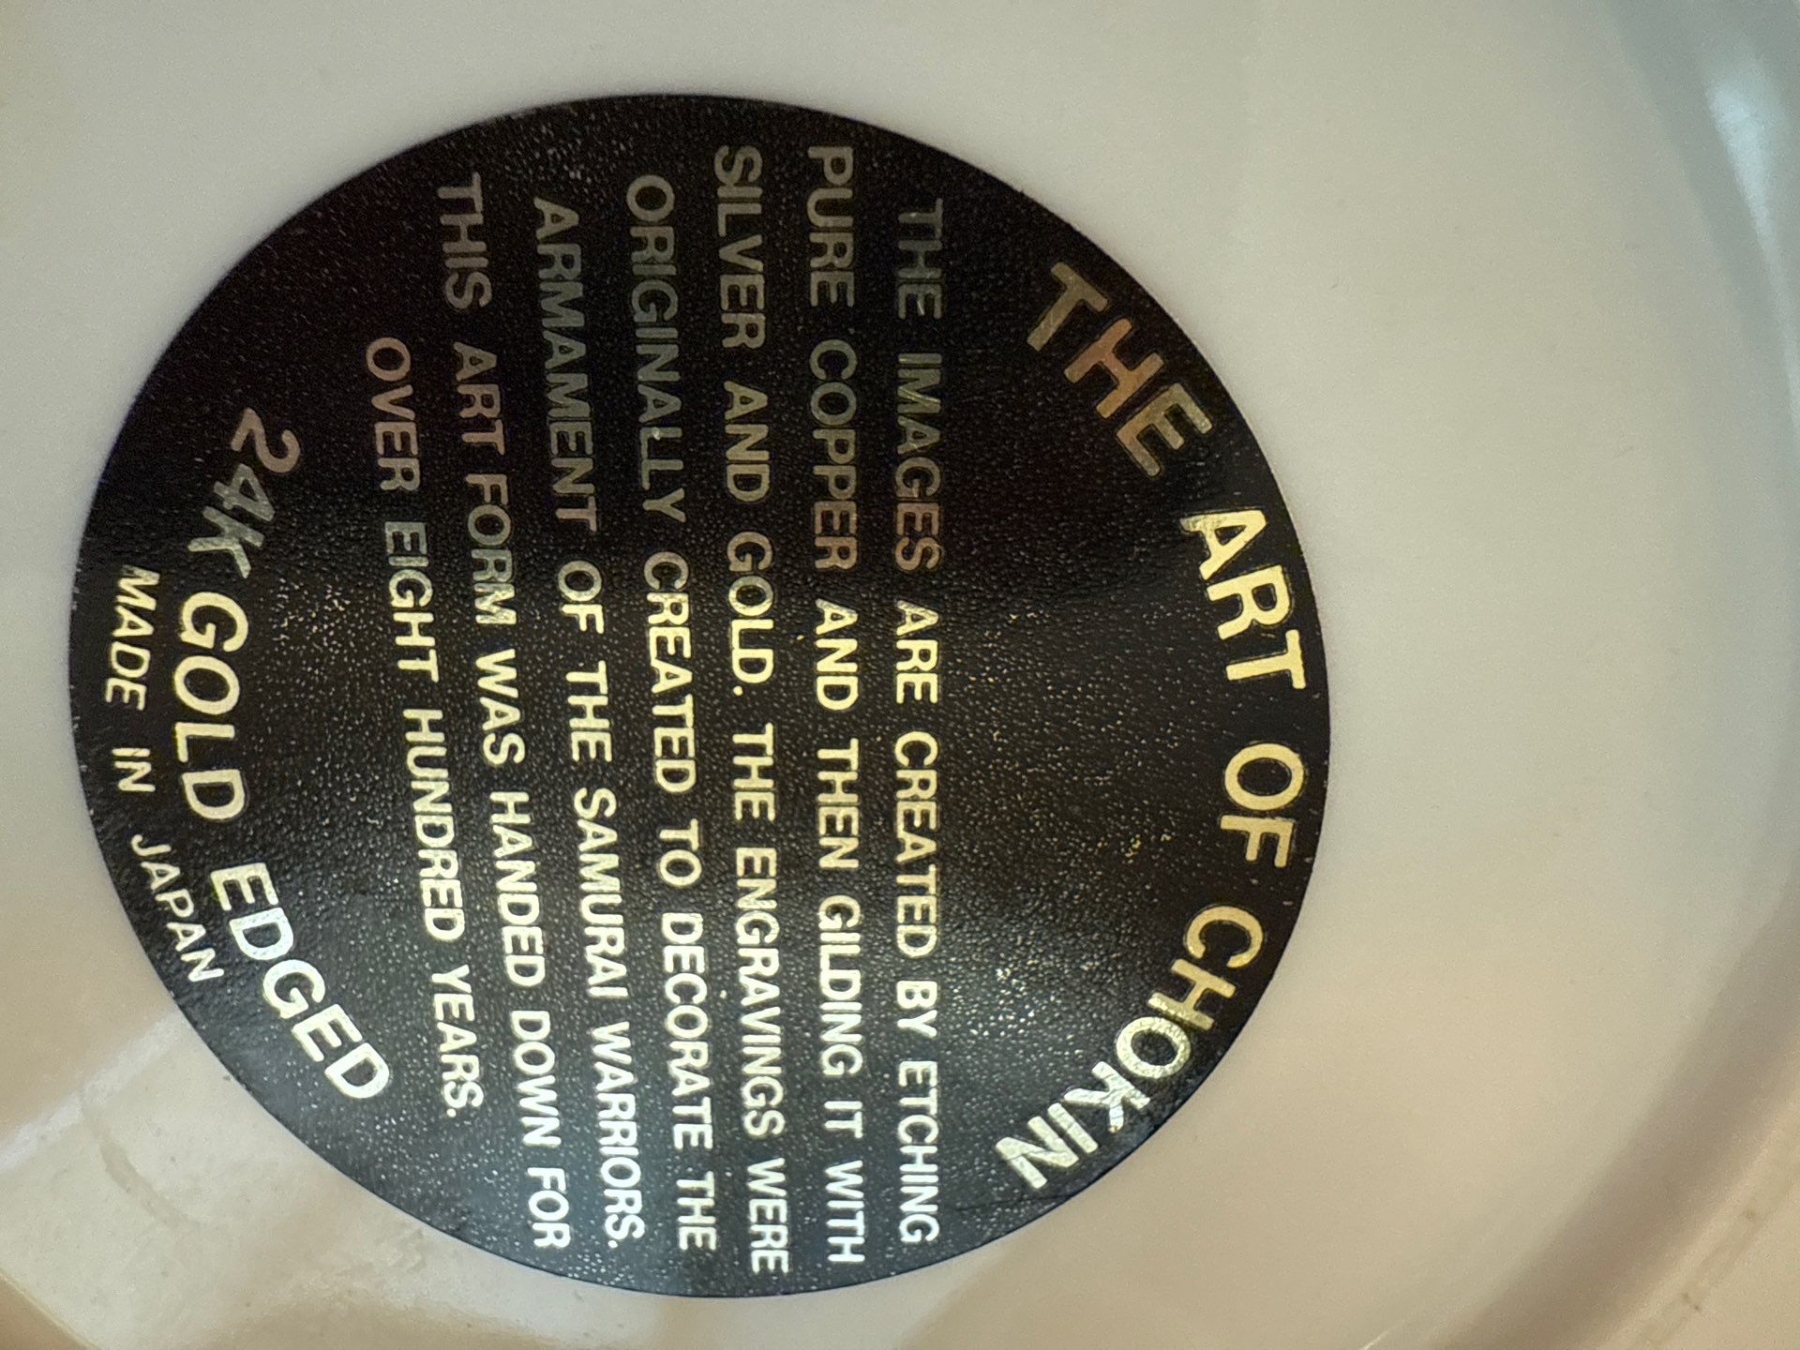 THE ART OF CHOKIN
THE IMAGES ARE CREATED BY ETCHING
PURE COPPER AND THEN GILDING IT WITH
SILVER AND GOLD. THE ENGRAVINGS WERE
ORIGINALLY CREATED TO DECORATE THE
ARMAMENT OF THE SAMURAI WARRIORS.
THIS ART FORM WAS HANDED DOWN FOR
OVER EIGHT HUNDRED YEARS.
24K GOLD EDGED
MADE IN JAPAN